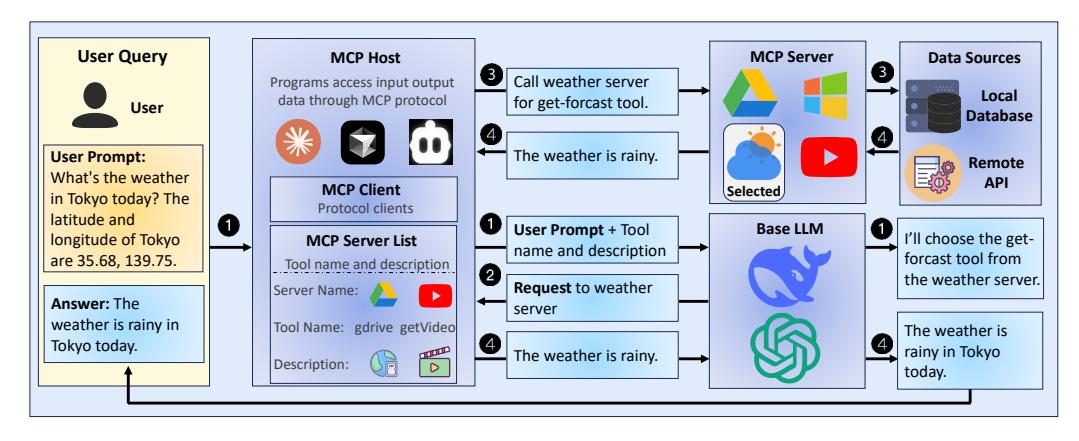 User Query
User
User Prompt:
What's the weather
in Tokyo today? The
latitude and
longitude of Tokyo
are 35.68, 139.75.
Answer: The
weather is rainy in
Tokyo today.
1
MCP Host
Programs access input output
data through MCP protocol
MCP Client
Protocol clients
MCP Server List
Tool name and description
Server Name:
Tool Name: gdrive getVideo
Description:
3
Call weather server
for get-forcast tool.
4
The weather is rainy.
1
User Prompt + Tool
name and description
2
Request to weather
server
4
The weather is rainy.
MCP Server
Selected
3
4
Data Sources
Local
Database
Remote
API
Base LLM
1
I'll choose the get-
forcast tool from
the weather server.
4
The weather is
rainy in Tokyo
today.